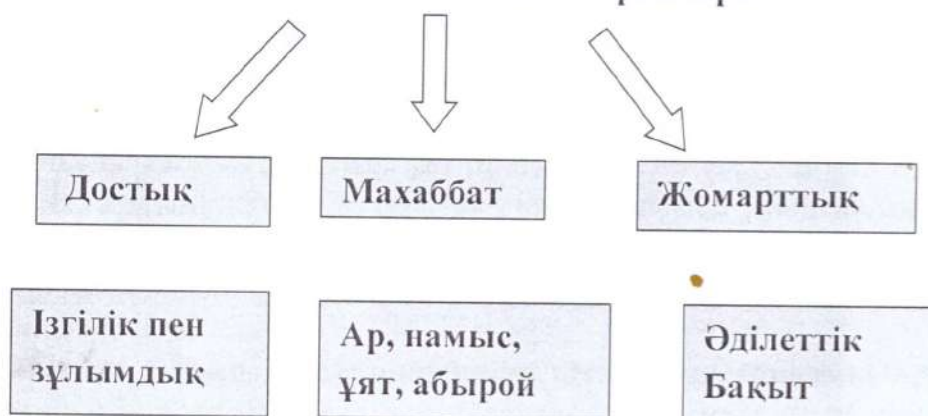 Достық
Махаббат
Жомарттық
Ізгілік пен
зұлымдық
Ар, намыс,
ұят, абырой
Әділеттік
Бақыт